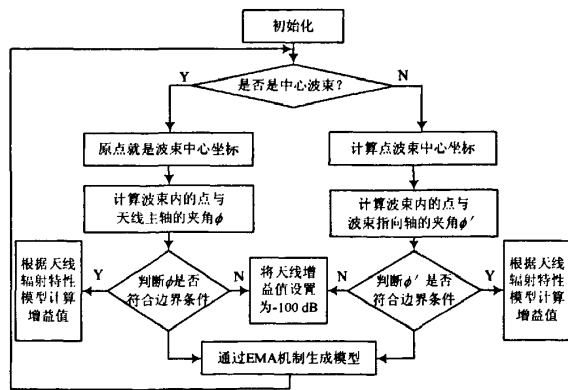 初始化
是否是中心波束?
Y
N
原点就是波束中心坐标
计算点波束中心坐标
计算波束内的点与
天线主轴的夹角ϕ
计算波束内的点与
波束指向轴的夹角ϕ′
根据天线
辐射特性
模型计算
增益值
Y
判断ϕ是否
符合边界条件
N
将天线增
益值设置
为-100 dB
N
判断ϕ′ 是否
符合边界条件
Y
根据天线
辐射特性
模型计算
增益值
通过EMA机制生成模型